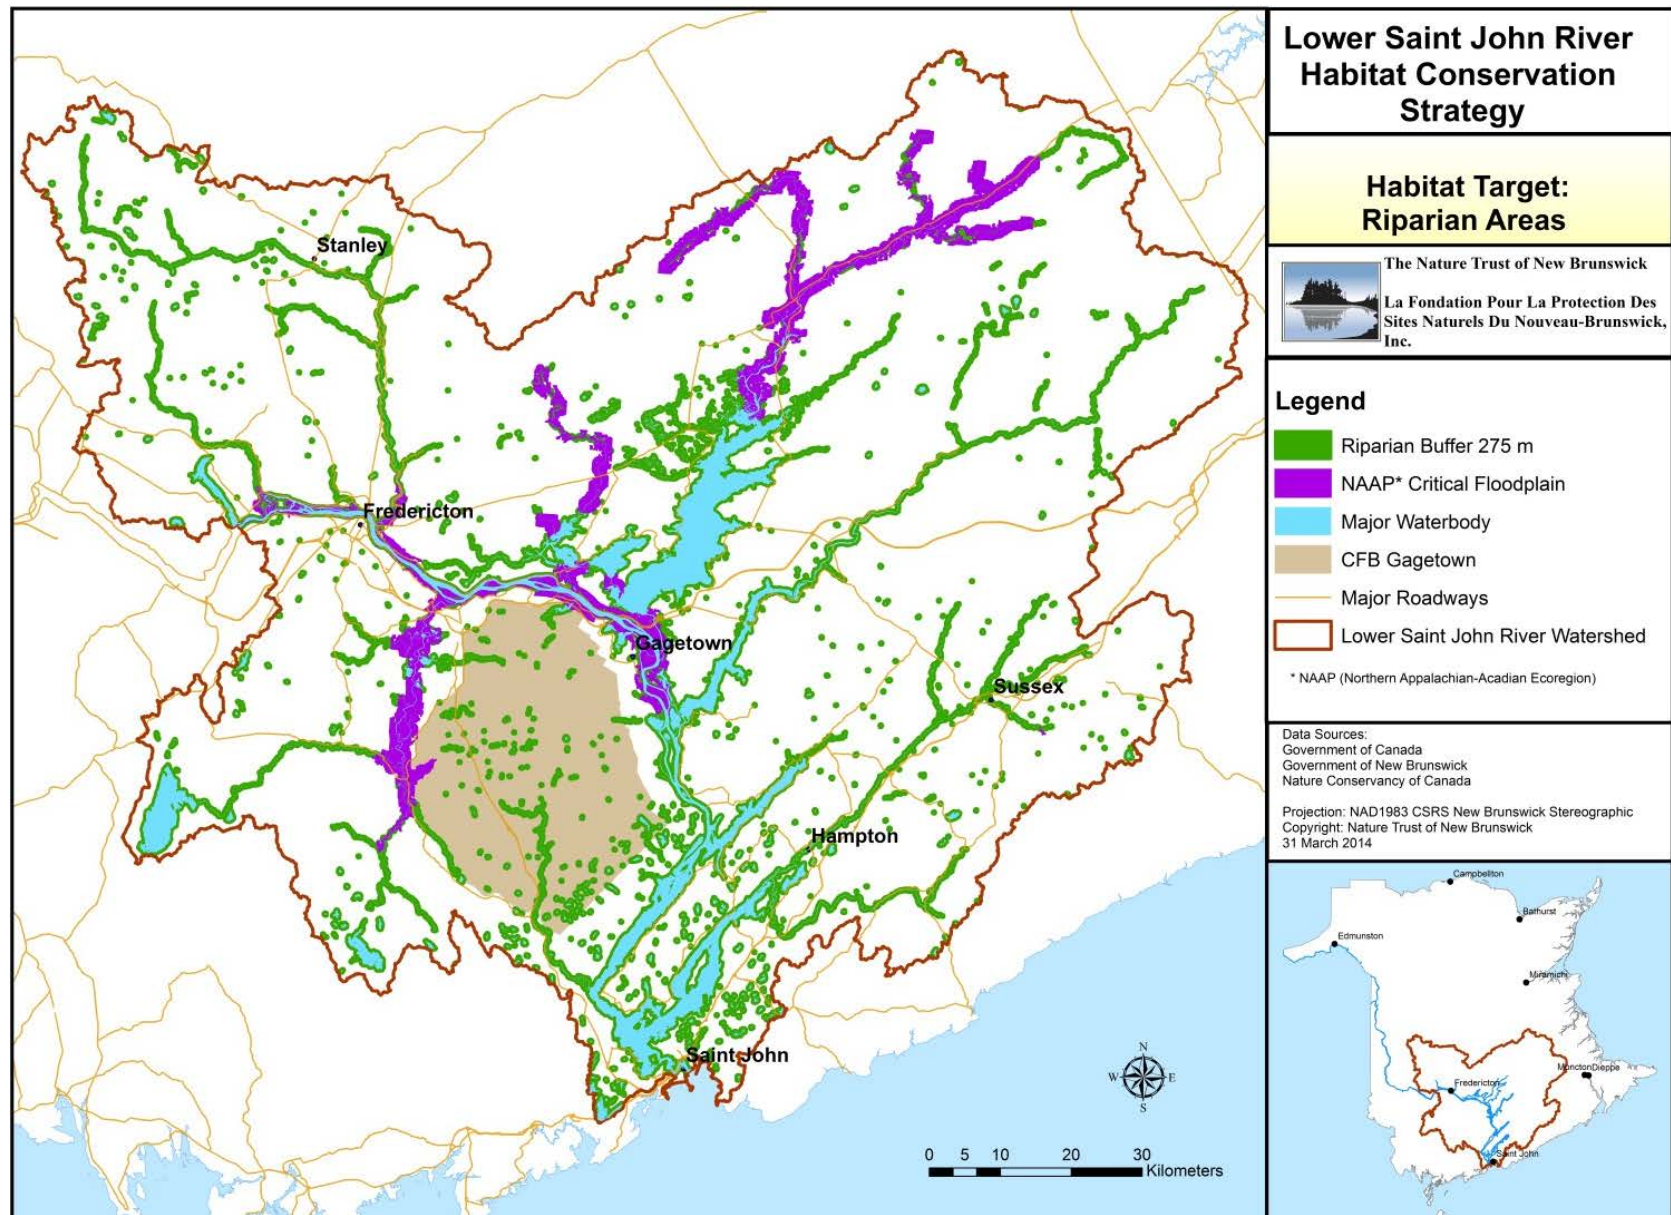 Lower Saint John River
Habitat Conservation
Strategy
Habitat Target:
Riparian Areas
The Nature Trust of New Brunswick
La Fondation Pour La Protection Des
Sites Naturels Du Nouveau-Brunswick,
Inc.
Legend
Riparian Buffer 275 m
NAAP* Critical Floodplain
Major Waterbody
CFB Gagetown
Major Roadways
Lower Saint John River Watershed
* NAAP (Northern Appalachian-Acadian Ecoregion)
Data Sources:
Government of Canada
Government of New Brunswick
Nature Conservancy of Canada
Projection: NAD1983 CSRS New Brunswick Stereographic
Copyright: Nature Trust of New Brunswick
31 March 2014
Stanley
Fredericton
Gagetown
Sussex
Hampton
Saint John
N
W E
S
0 5 10 20 30
Kilometers
Campbellton
Bathurst
Edmunston
Miramichi
Moncton Dieppe
Fredericton
Saint John